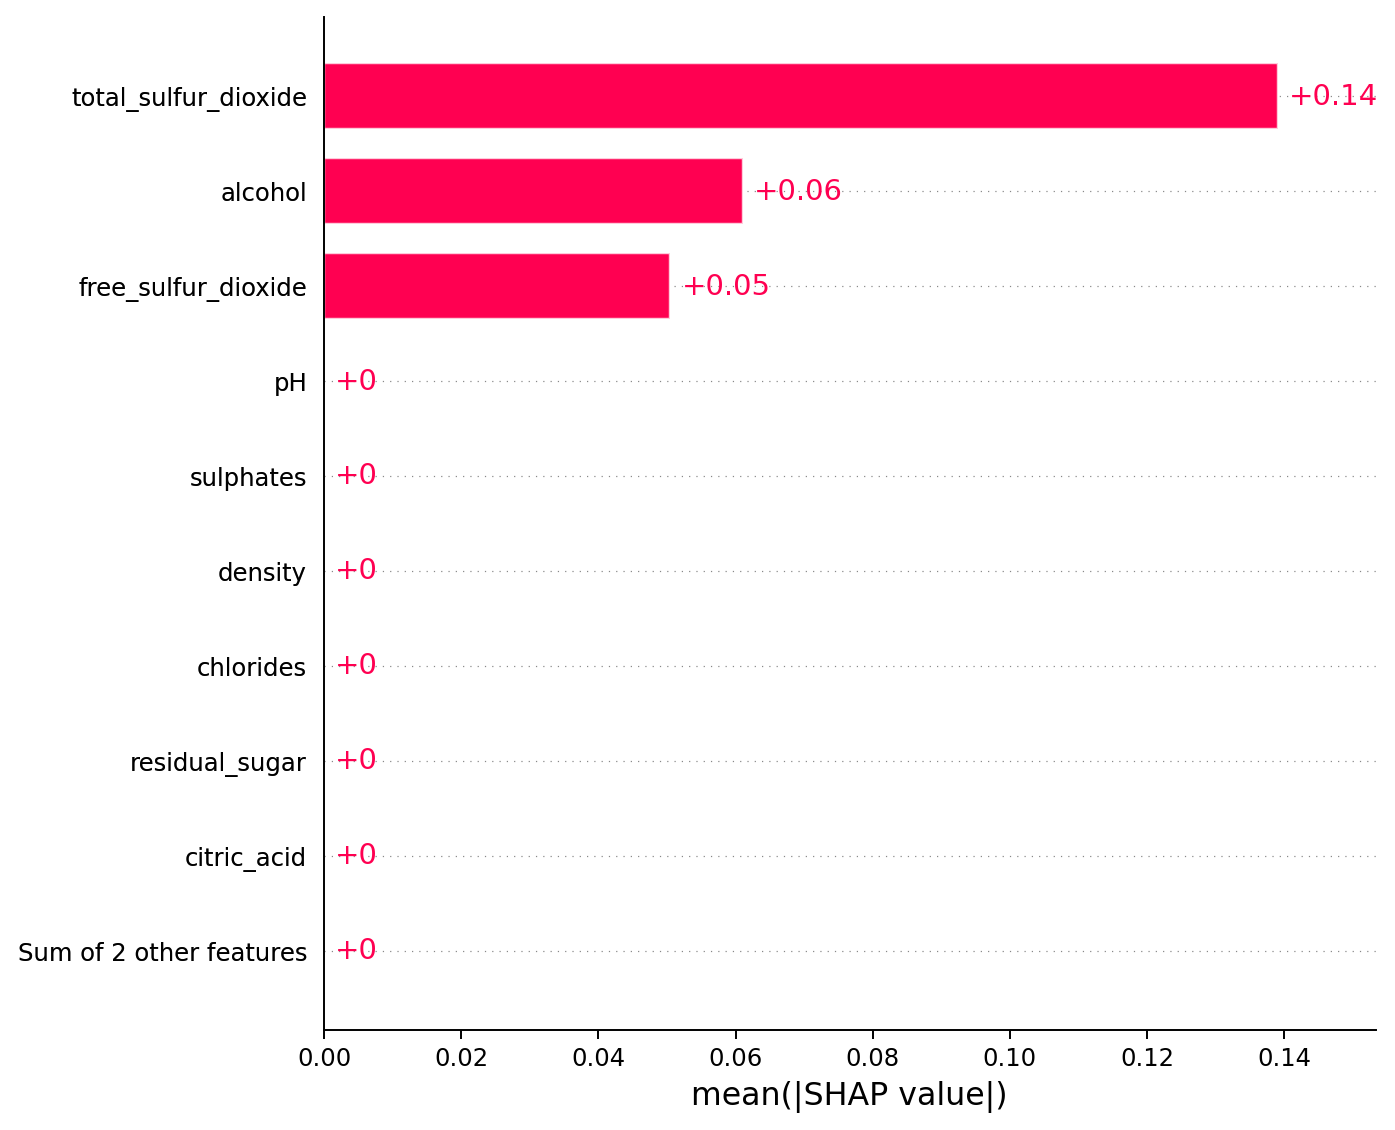 total_sulfur_dioxide +0.14
alcohol +0.06
free_sulfur_dioxide +0.05
pH +0
sulphates +0
density +0
chlorides +0
residual_sugar +0
citric_acid +0
Sum of 2 other features +0
0.00 0.02 0.04 0.06 0.08 0.10 0.12 0.14
mean(|SHAP value|)